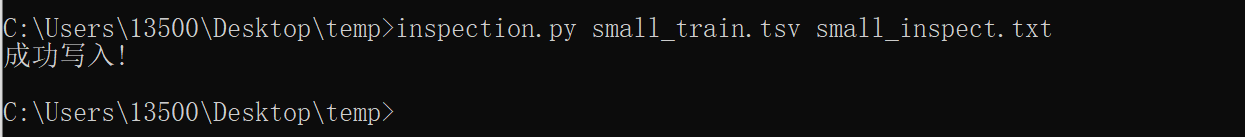 C:\Users\13500\Desktop\temp>inspection.py small_train.tsv small_inspect.txt
成功写入!
C:\Users\13500\Desktop\temp>